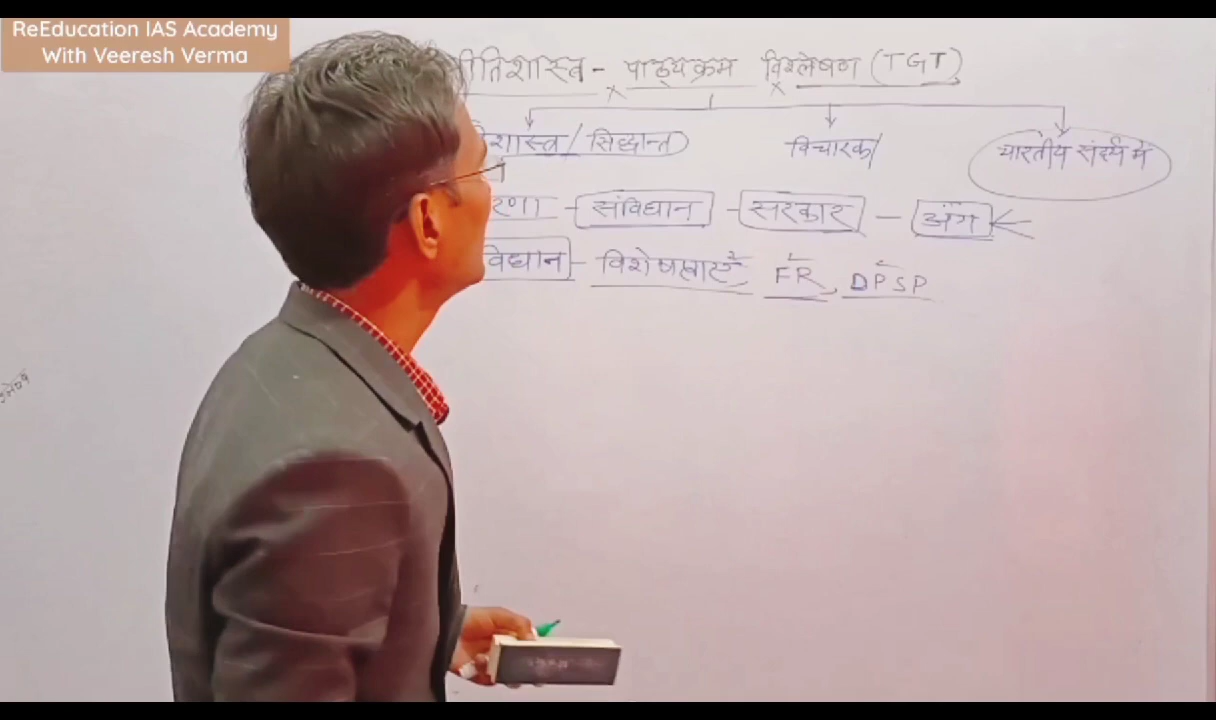 ReEducation IAS Academy
With Veeresh Verma
नीतिशास्त्र - पाठ्यक्रम विश्लेषण (TGT)
शास्त्र / सिद्धान्त विचारक भारतीय संदर्भ में
संविधान - सरकार - अंग
विधान - विशेषताएँ, FR, DPSP